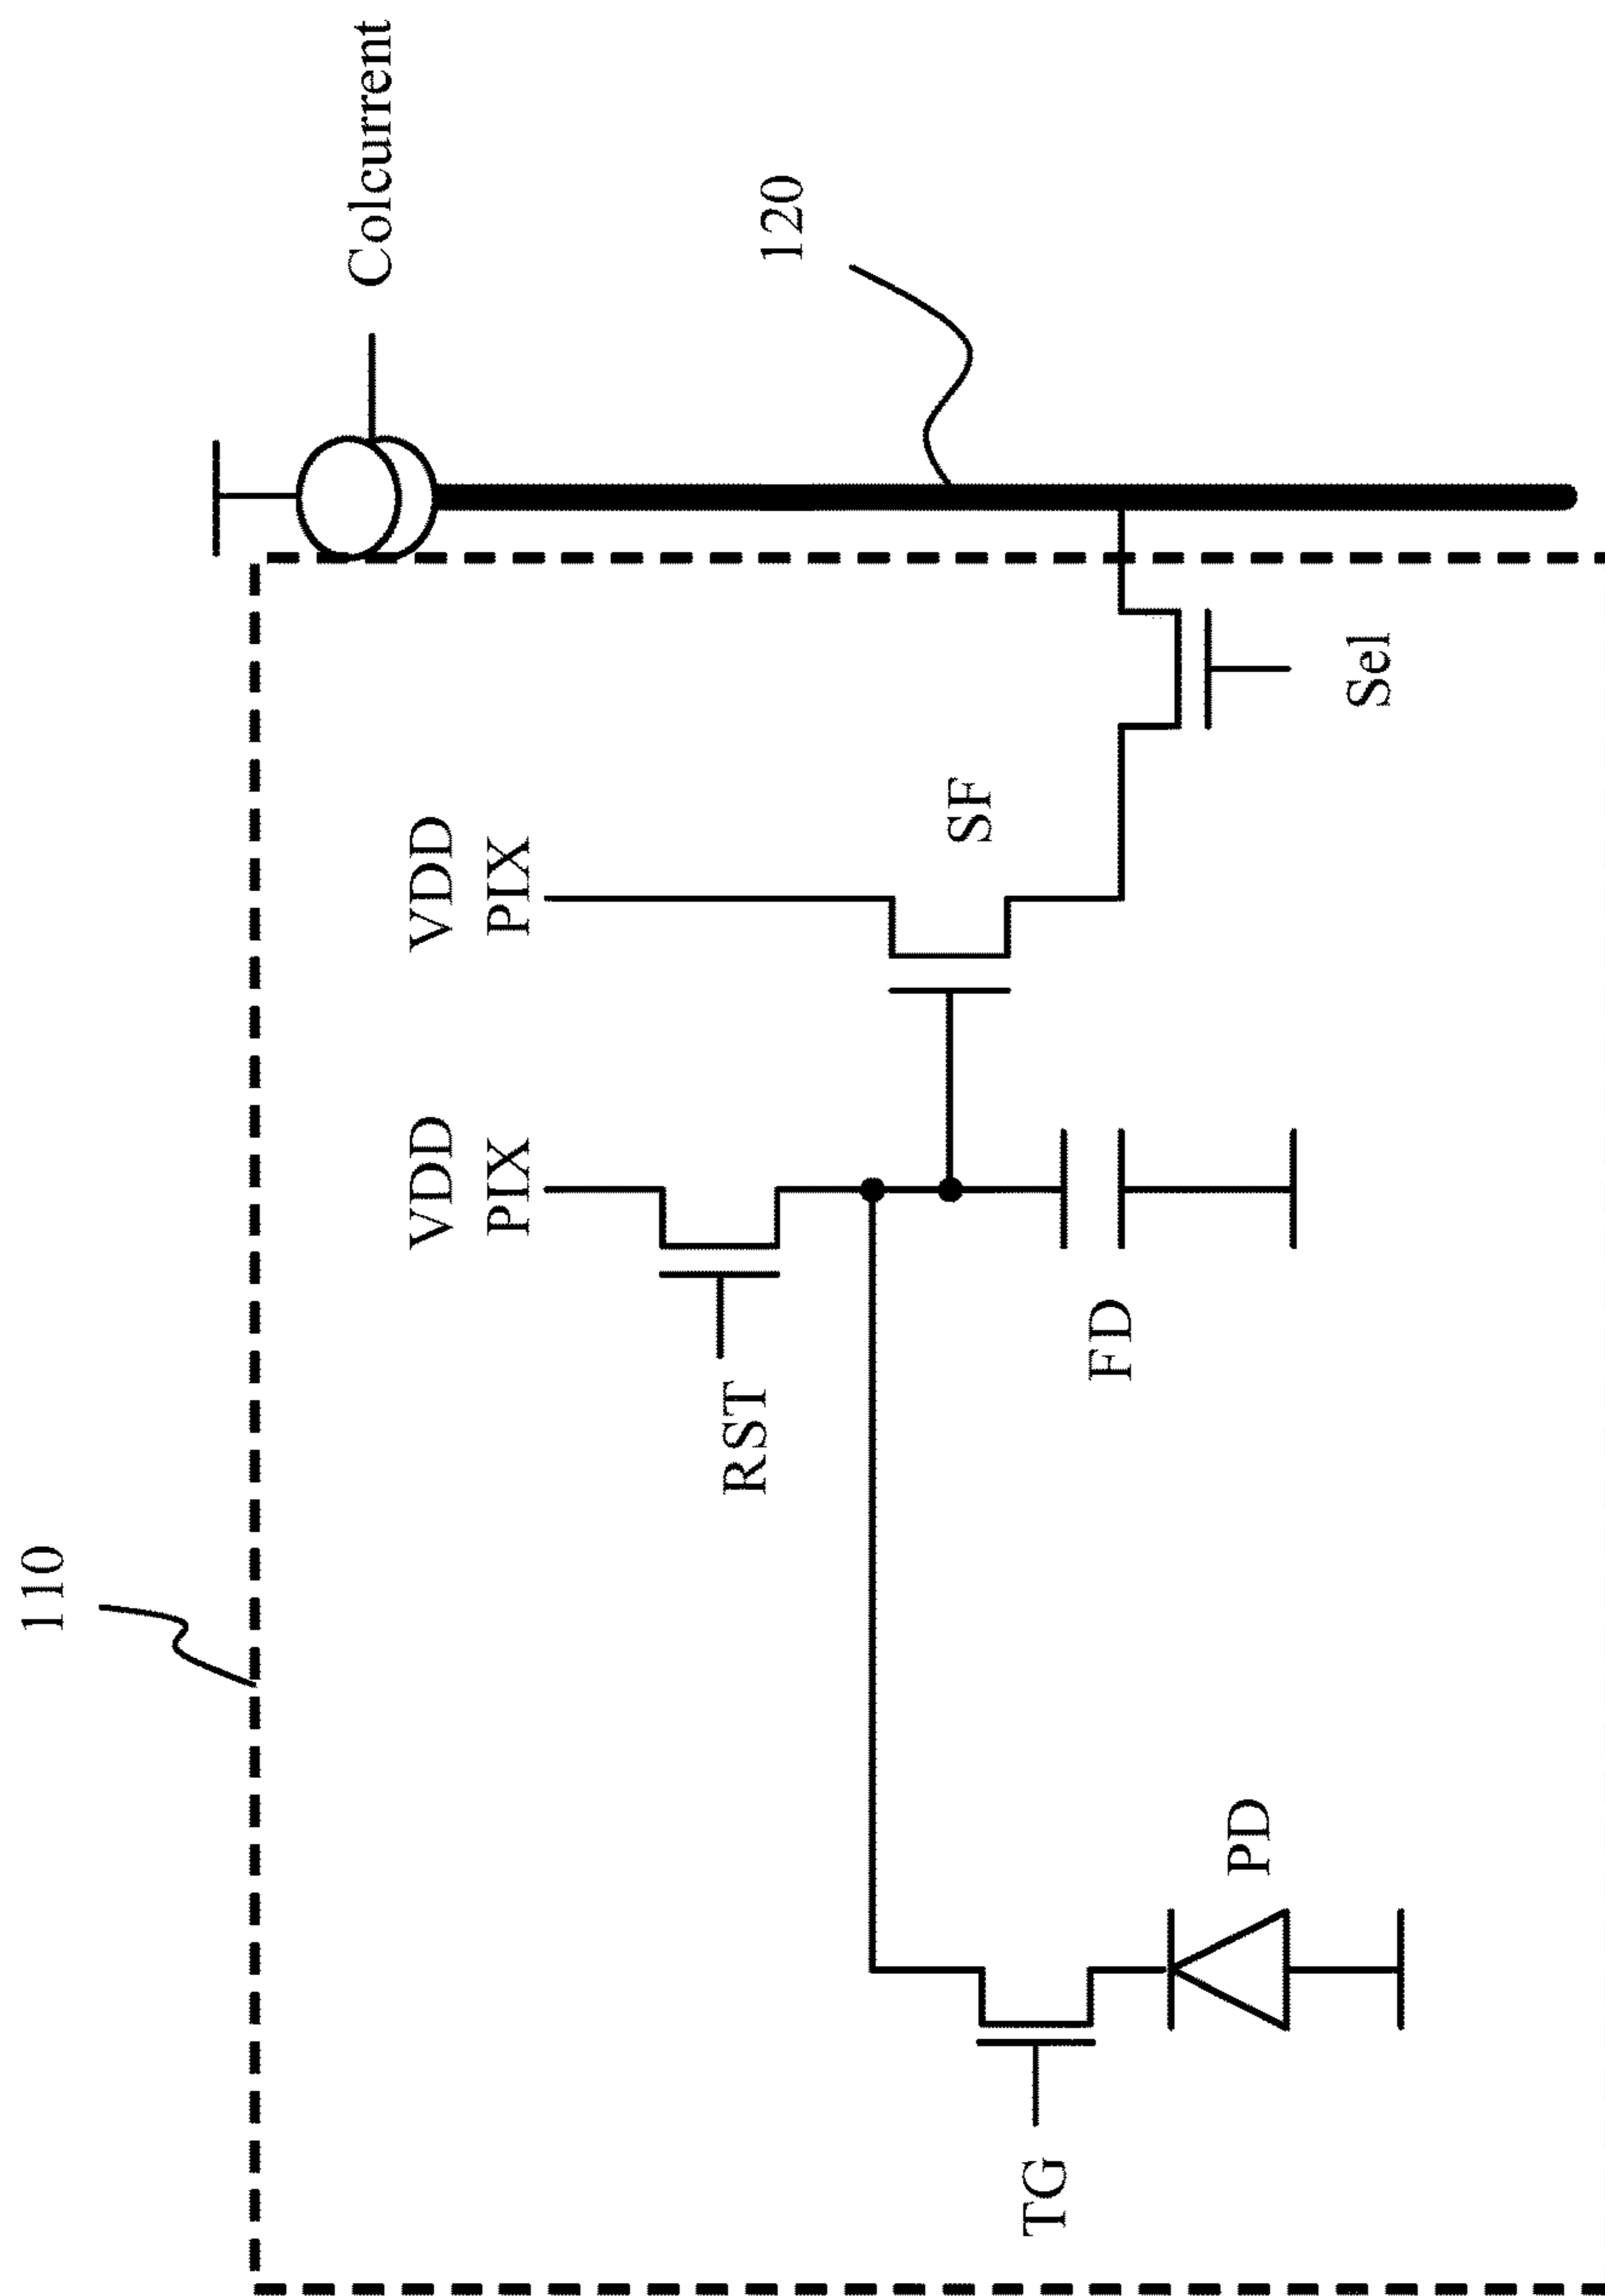 110
Colcurrent
VDD
PIX
VDD
PIX
RST
120
SF
TG
FD
PD
Sel